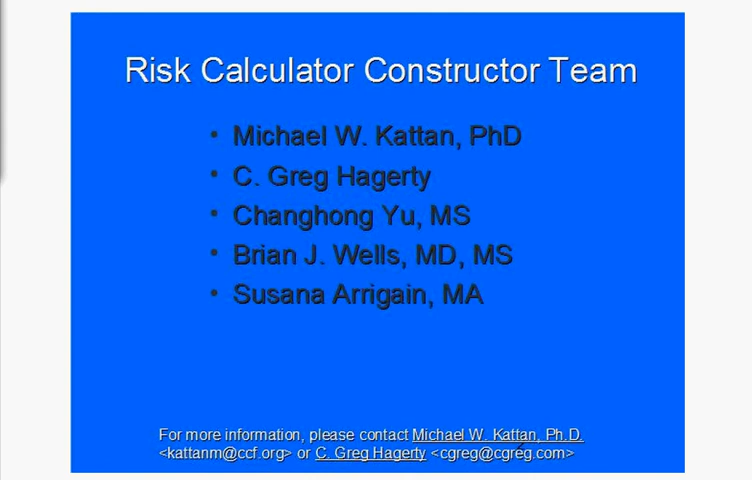 Risk Calculator Constructor Team
• Michael W. Kattan, PhD
• C. Greg Hagerty
• Changhong Yu, MS
• Brian J. Wells, MD, MS
• Susana Arrigain, MA
For more information, please contact Michael W. Kattan, Ph.D.
<kattanm@ccf.org> or C. Greg Hagerty <cgreg@cgreg.com>